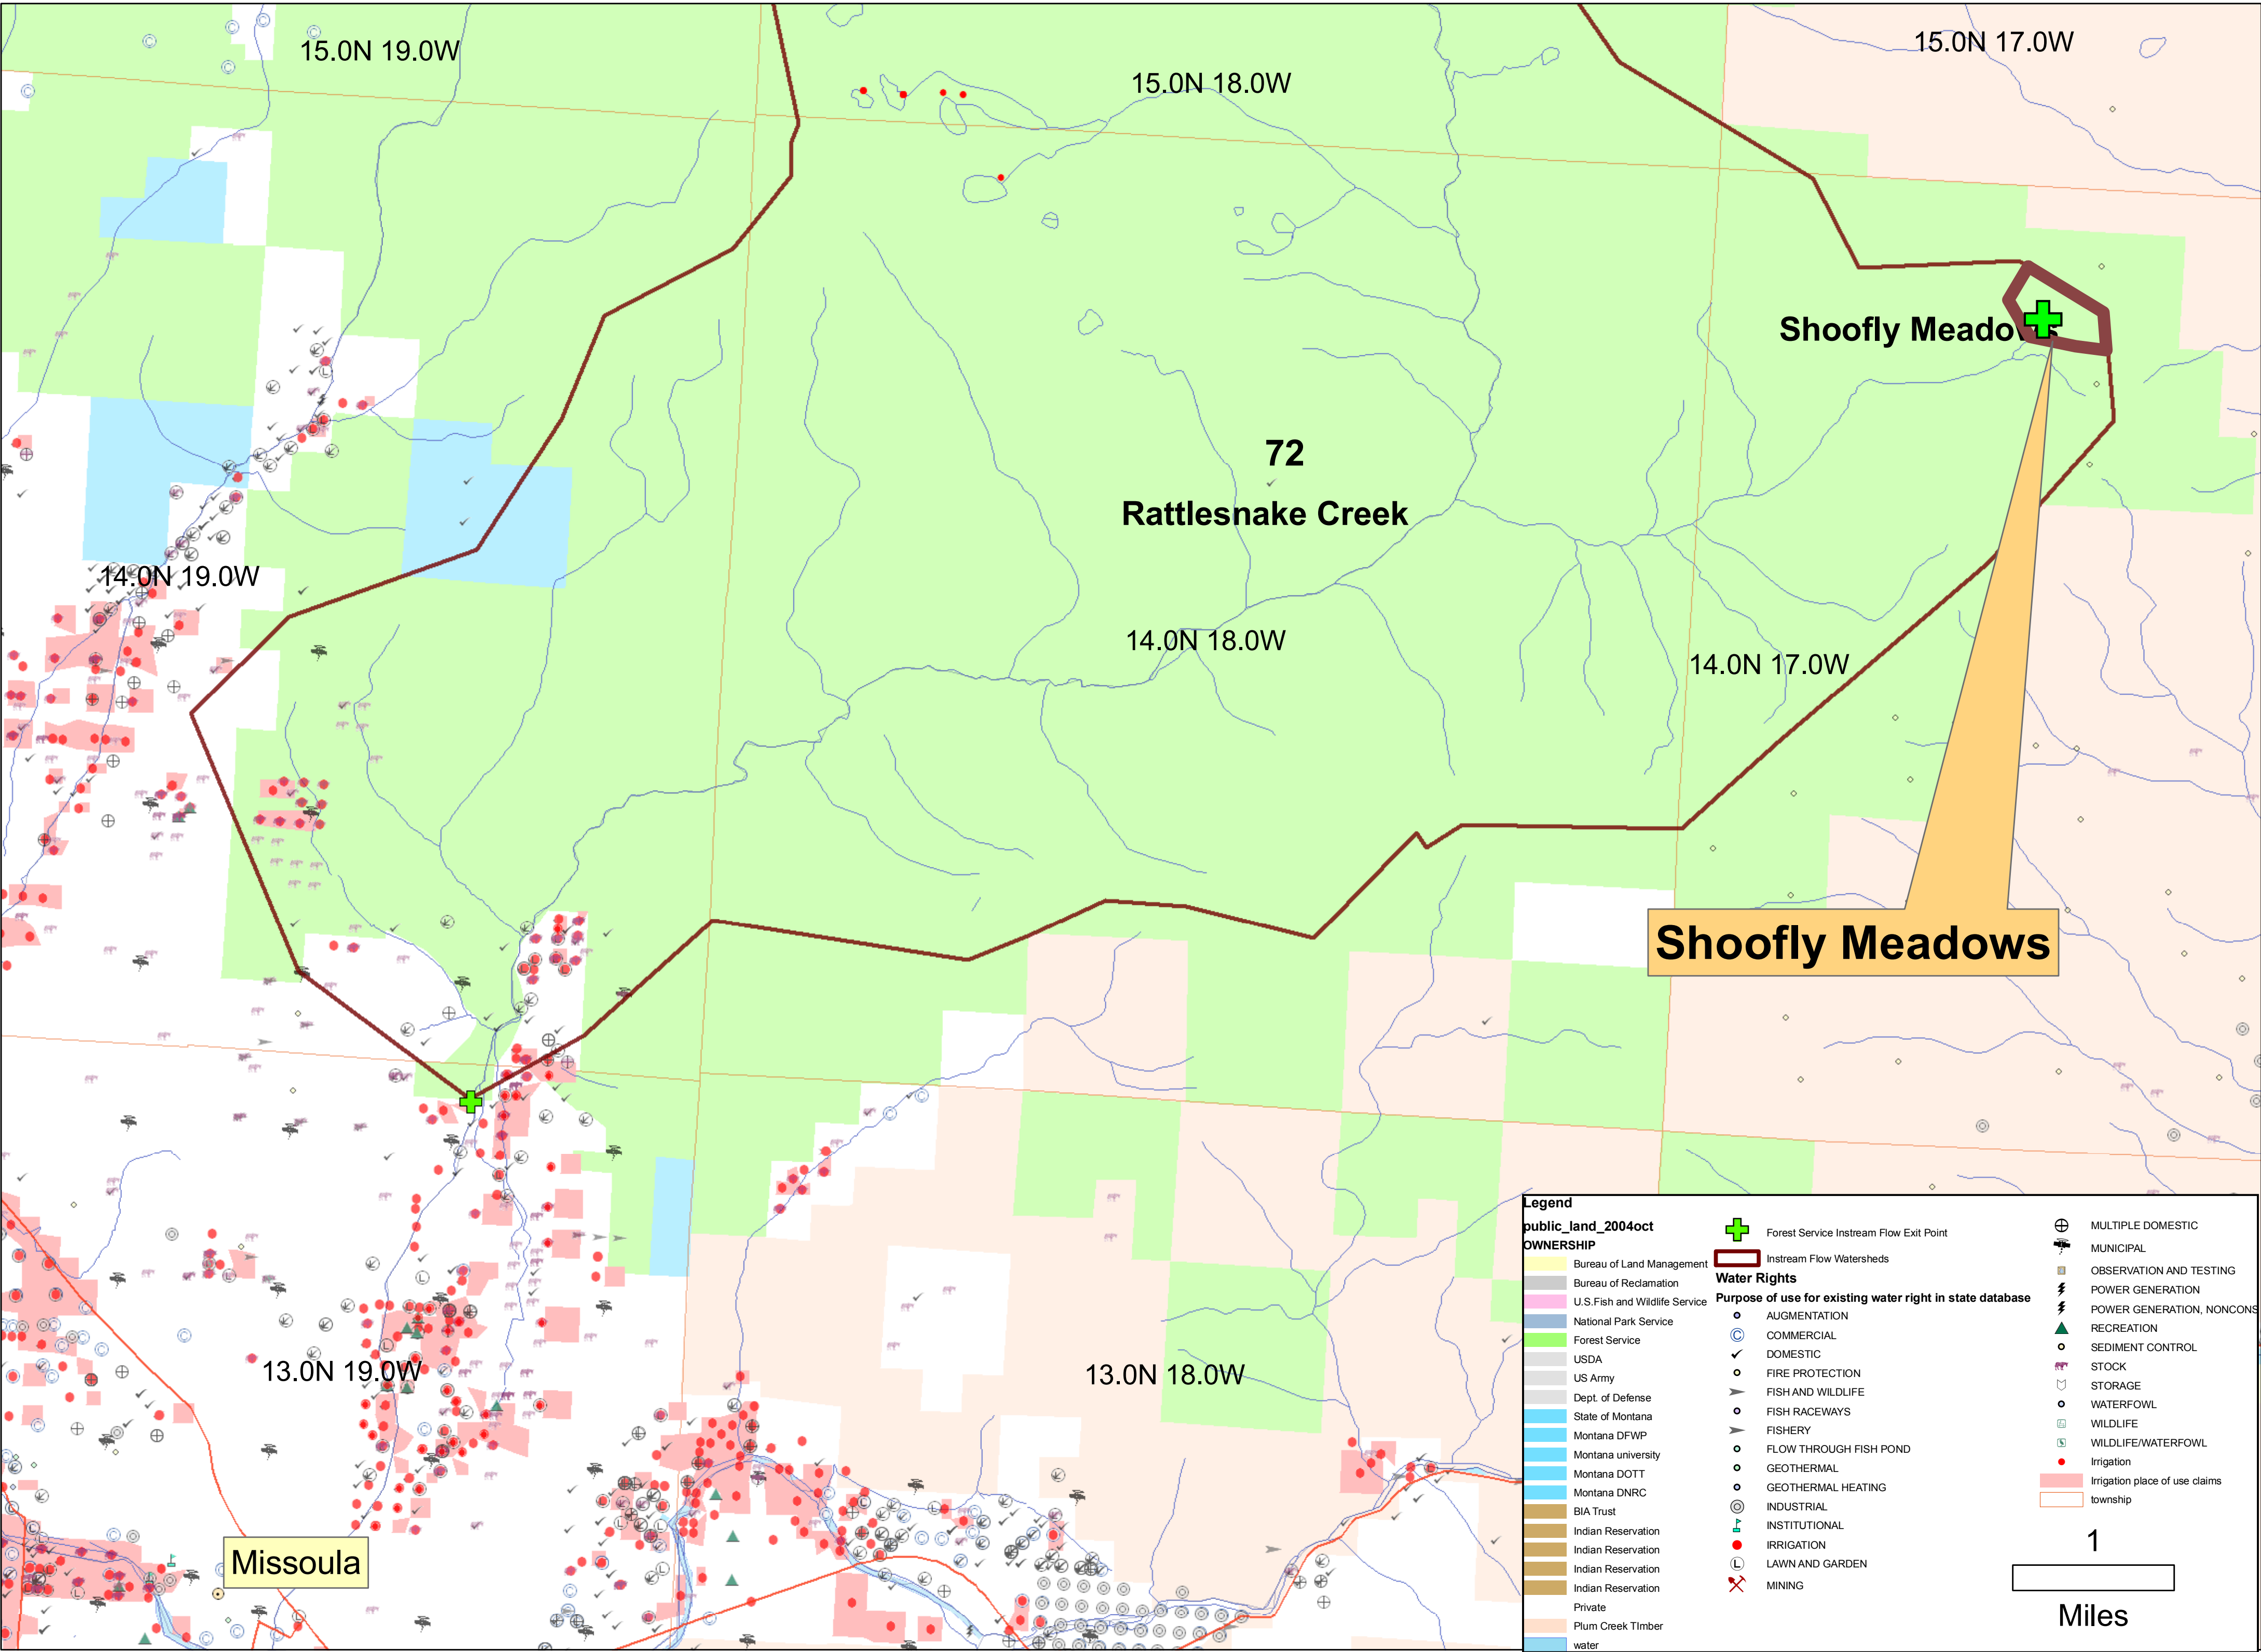 15.0N 19.0W
15.0N 18.0W
15.0N 17.0W
Shoofly Meadows
72
Rattlesnake Creek
14.0N 19.0W
14.0N 18.0W
14.0N 17.0W
Shoofly Meadows
13.0N 19.0W
13.0N 18.0W
Missoula
Legend
public_land_2004oct
OWNERSHIP
Bureau of Land Management
Bureau of Reclamation
U.S.Fish and Wildlife Service
National Park Service
Forest Service
USDA
US Army
Dept. of Defense
State of Montana
Montana DFWP
Montana university
Montana DOTT
Montana DNRC
BIA Trust
Indian Reservation
Indian Reservation
Indian Reservation
Indian Reservation
Private
Plum Creek TImber
water
Forest Service Instream Flow Exit Point
Instream Flow Watersheds
Water Rights
Purpose of use for existing water right in state database
AUGMENTATION
COMMERCIAL
DOMESTIC
FIRE PROTECTION
FISH AND WILDLIFE
FISH RACEWAYS
FISHERY
FLOW THROUGH FISH POND
GEOTHERMAL
GEOTHERMAL HEATING
INDUSTRIAL
INSTITUTIONAL
IRRIGATION
LAWN AND GARDEN
MINING
MULTIPLE DOMESTIC
MUNICIPAL
OBSERVATION AND TESTING
POWER GENERATION
POWER GENERATION, NONCONS
RECREATION
SEDIMENT CONTROL
STOCK
STORAGE
WATERFOWL
WILDLIFE
WILDLIFE/WATERFOWL
Irrigation
Irrigation place of use claims
township
1
Miles